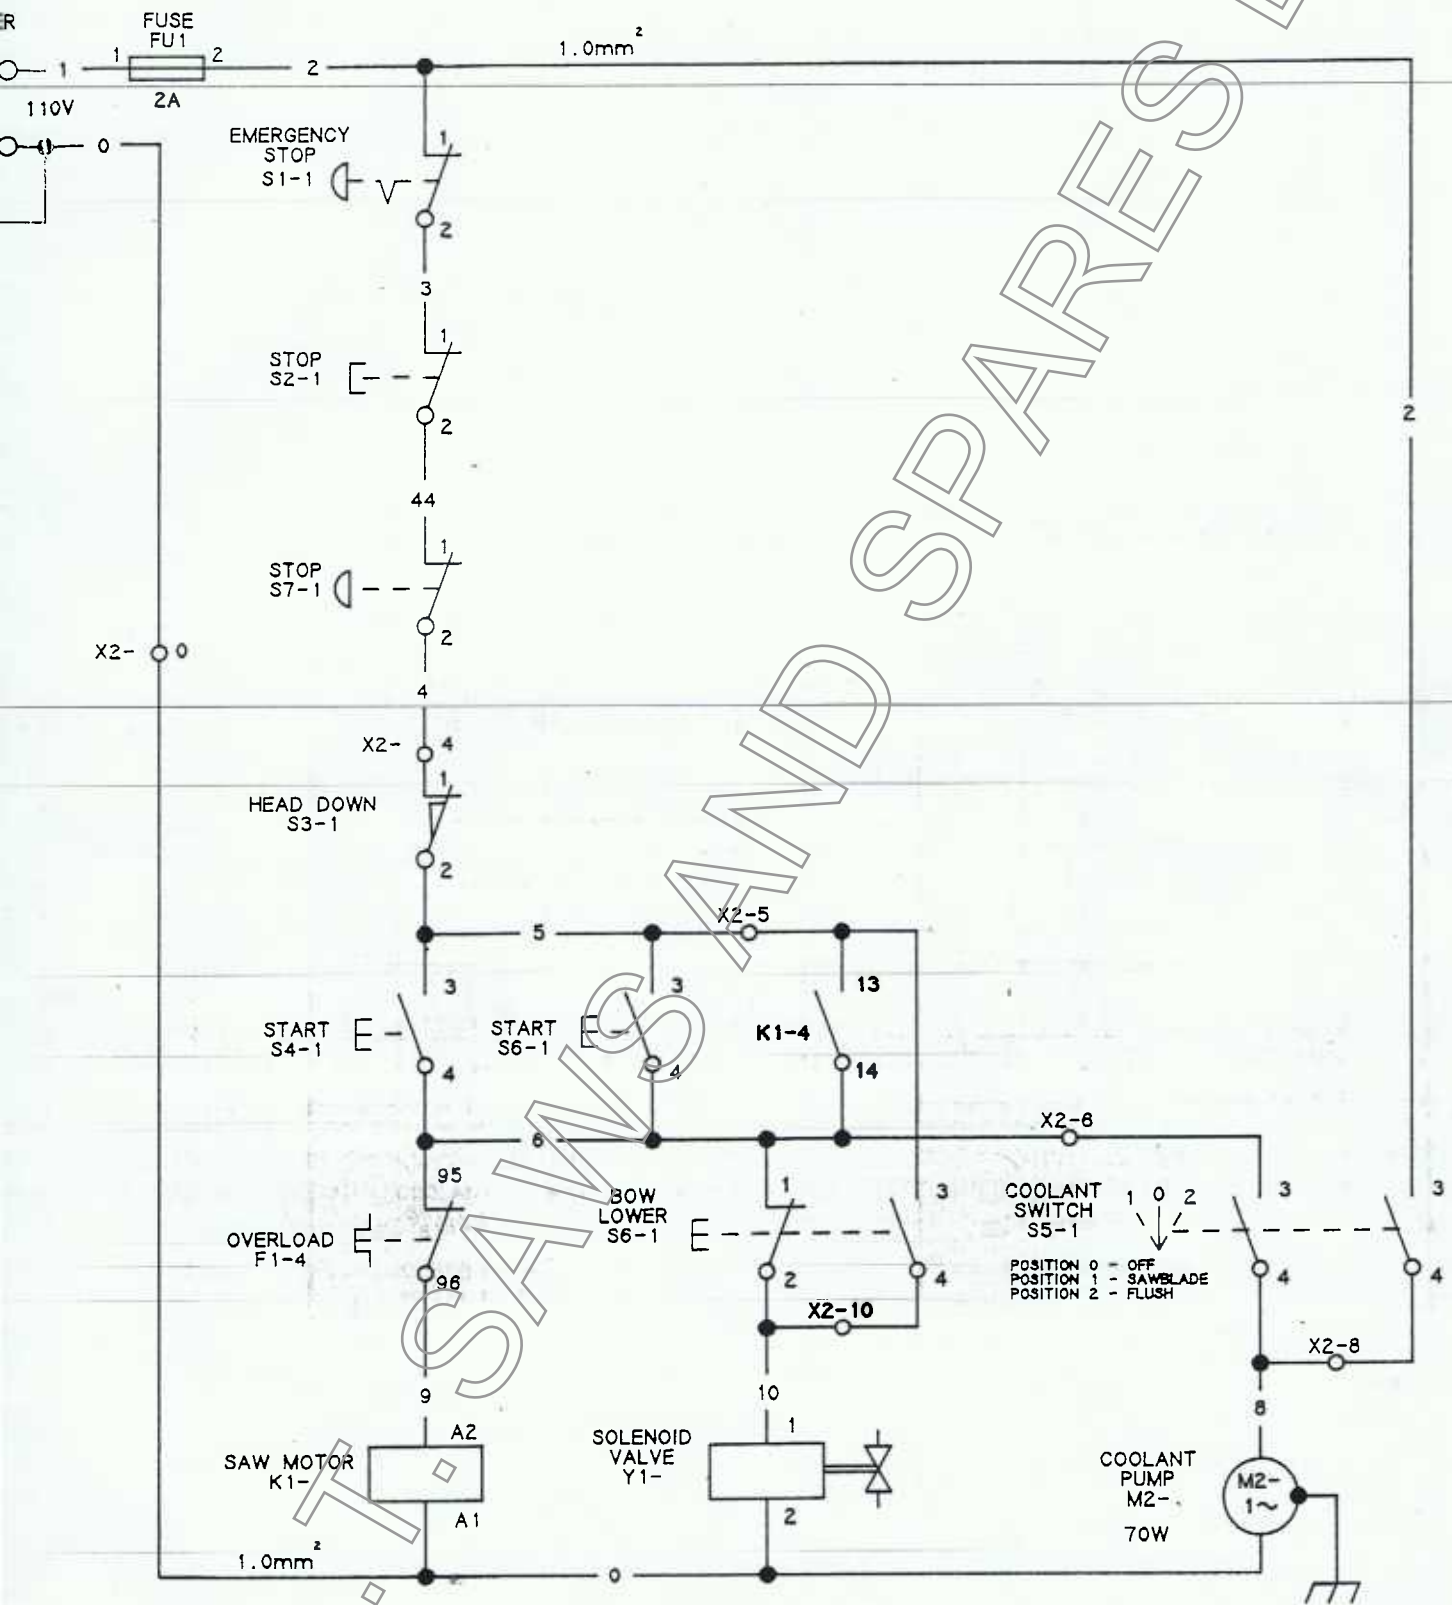 ER
FUSE
FU1
1
1
2
2
2A
2
1.0mm²
110V
0
EMERGENCY
STOP
S1-1
1
2
3
STOP
S2-1
1
2
2
44
STOP
S7-1
1
2
X2-
0
4
X2-
4
HEAD DOWN
S3-1
1
2
X2-5
5
START
S4-1
3
4
START
S6-1
3
4
K1-4
13
14
6
X2-6
OVERLOAD
F1-4
95
96
BOW
LOWER
S6-1
1
2
3
4
X2-10
COOLANT
SWITCH
S5-1
1 0 2
3
4
3
4
POSITION 0 - OFF
POSITION 1 - SAWBLADE
POSITION 2 - FLUSH
X2-8
9
10
8
SAW MOTOR
K1-
A2
A1
SOLENOID
VALVE
Y1-
1
2
COOLANT
PUMP
M2-
70W
M2-
1~
1.0mm²
0
T. SAWS AND SPARES